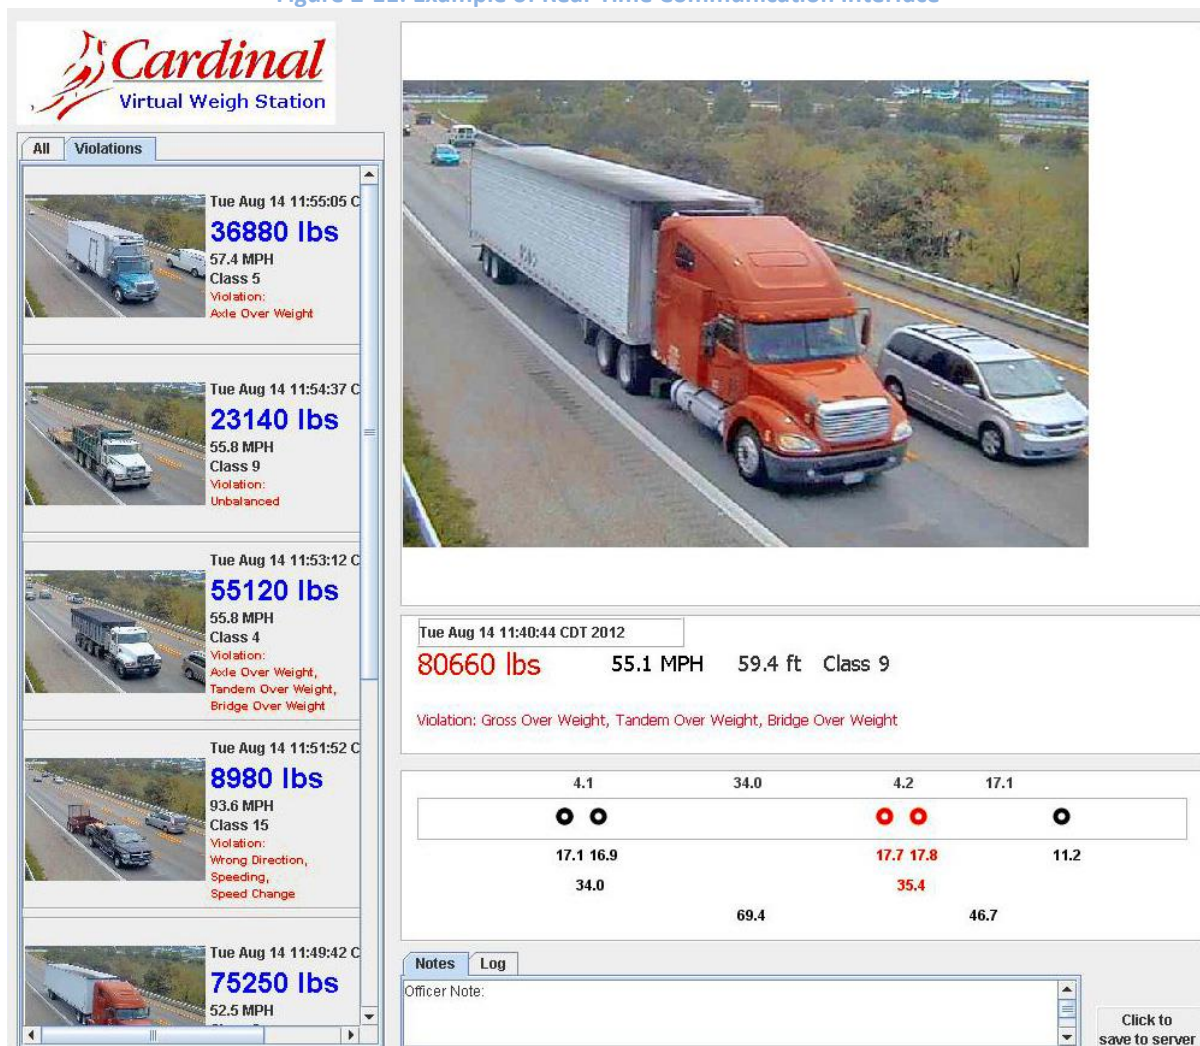 Cardinal
Virtual Weigh Station
All Violations
Tue Aug 14 11:55:05 C
36880 lbs
57.4 MPH
Class 5
Violation:
Axle Over Weight
Tue Aug 14 11:54:37 C
23140 lbs
55.8 MPH
Class 9
Violation:
Unbalanced
Tue Aug 14 11:53:12 C
55120 lbs
55.8 MPH
Class 4
Violation:
Axle Over Weight,
Tandem Over Weight,
Bridge Over Weight
Tue Aug 14 11:51:52 C
8980 lbs
93.6 MPH
Class 15
Violation:
Wrong Direction,
Speeding,
Speed Change
Tue Aug 14 11:49:42 C
75250 lbs
52.5 MPH
Tue Aug 14 11:40:44 CDT 2012
80660 lbs 55.1 MPH 59.4 ft Class 9
Violation: Gross Over Weight, Tandem Over Weight, Bridge Over Weight
4.1 34.0 4.2 17.1
17.1 16.9 17.7 17.8 11.2
34.0 35.4
69.4 46.7
Notes Log
Officer Note:
Click to
save to server